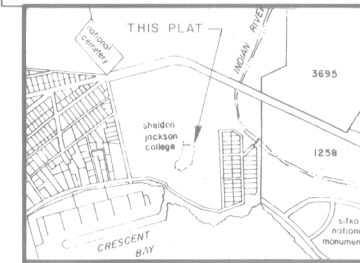 THIS PLAT
national
cemetery
INDIAN RIVER
3695
sheldon
jackson
college
1258
sitka
national
monument
CRESCENT
BAY